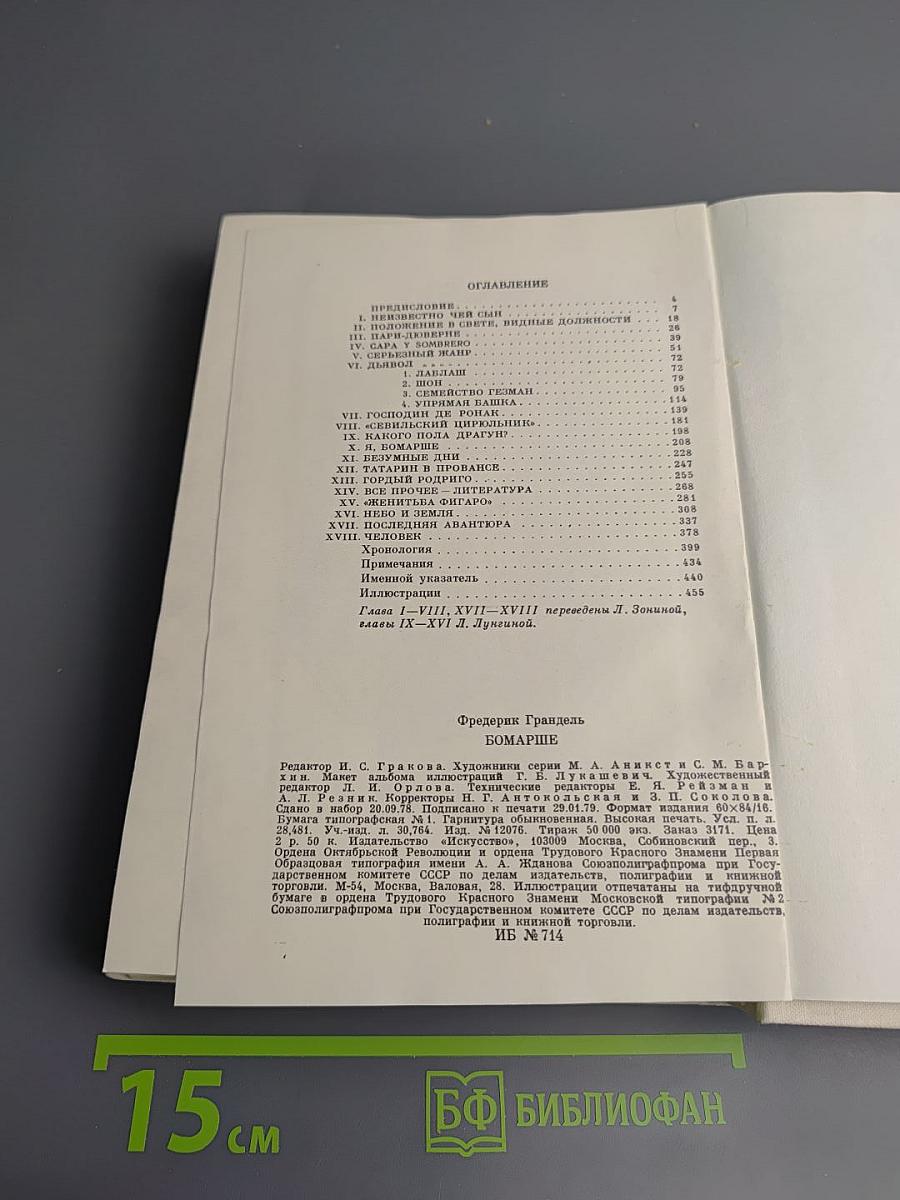 ОГЛАВЛЕНИЕ
ПРЕДИСЛОВИЕ . . . 4
I. НЕИЗВЕСТНО ЧЕЙ СЫН . . . 7
II. ПОЛОЖЕНИЕ В СВЕТЕ, ВИДНЫЕ ДОЛЖНОСТИ . . . 18
III. ПАРИ-ДЮВЕРНЕ . . . 26
IV. CAPA Y SOMBRERO . . . 39
V. СЕРЬЕЗНЫЙ ЖАНР . . . 51
VI. ДЬЯВОЛ . . . 72
1. ЛАБЛАШ . . . 72
2. ШОН . . . 79
3. СЕМЕЙСТВО ГЕЗМАН . . . 95
4. УПРЯМАЯ БАШКА . . . 114
VII. ГОСПОДИН ДЕ РОНАК . . . 139
VIII. «СЕВИЛЬСКИЙ ЦИРЮЛЬНИК» . . . 181
IX. КАКОГО ПОЛА ДРАГУН? . . . 198
X. Я, БОМАРШЕ . . . 208
XI. БЕЗУМНЫЕ ДНИ . . . 228
XII. ТАТАРИН В ПРОВАНСЕ . . . 247
XIII. ГОРДЫЙ РОДРИГО . . . 255
XIV. ВСЕ ПРОЧЕЕ — ЛИТЕРАТУРА . . . 268
XV. «ЖЕНИТЬБА ФИГАРО» . . . 281
XVI. НЕБО И ЗЕМЛЯ . . . 308
XVII. ПОСЛЕДНЯЯ АВАНТЮРА . . . 337
XVIII. ЧЕЛОВЕК . . . 378
Хронология . . . 399
Примечания . . . 434
Именной указатель . . . 440
Иллюстрации . . . 455
Глава I—VIII, XVII—XVIII переведены Л. Зониной,
главы IX—XVI Л. Лунгиной.
Фредерик Грандель
БОМАРШЕ
Редактор И. С. Гракова. Художники серии М. А. Аникст и С. М. Бар-
хин. Макет альбома иллюстраций Г. Б. Лукашевич. Художественный
редактор Л. И. Орлова. Технические редакторы Е. Я. Рейзман и
А. Л. Резник. Корректоры Н. Г. Антокольская и З. П. Соколова.
Сдано в набор 20.09.78. Подписано к печати 29.01.79. Формат издания 60×84/16.
Бумага типографская №1. Гарнитура обыкновенная. Высокая печать. Усл. п. л.
28,481. Уч.-изд. л. 30,764. Изд. №12076. Тираж 50 000 экз. Заказ 3171. Цена
2 р. 50 к. Издательство «Искусство», 103009 Москва, Собиновский пер., 3.
Ордена Октябрьской Революции и ордена Трудового Красного Знамени Первая
Образцовая типография имени А. А. Жданова Союзполиграфпрома при Госу-
дарственном комитете СССР по делам издательств, полиграфии и книжной
торговли. М-54, Москва, Валовая, 28. Иллюстрации отпечатаны на тифдручной
бумаге в ордена Трудового Красного Знамени Московской типографии №2
Союзполиграфпрома при Государственном комитете СССР по делам издательств,
полиграфии и книжной торговли.
ИБ №714
15 см
БФ БИБЛИОФАН